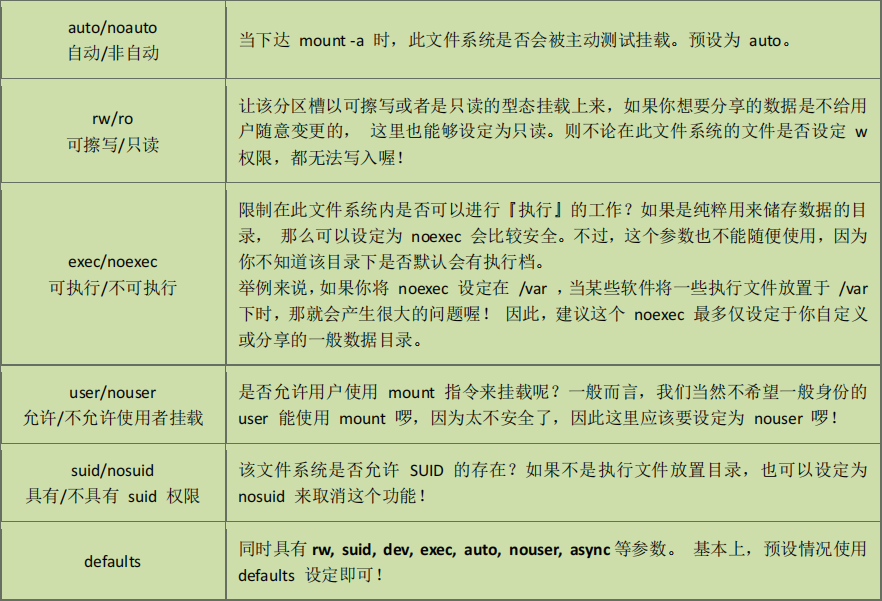 auto/noauto
自动/非自动
当下达 mount -a 时，此文件系统是否会被主动测试挂载。预设为 auto。
rw/ro
可擦写/只读
让该分区槽以可擦写或者是只读的型态挂载上来，如果你想要分享的数据是不给用
户随意变更的， 这里也能够设定为只读。则不论在此文件系统的文件是否设定 w
权限，都无法写入喔！
exec/noexec
可执行/不可执行
限制在此文件系统内是否可以进行『执行』的工作？如果是纯粹用来储存数据的目
录， 那么可以设定为 noexec 会比较安全。不过，这个参数也不能随便使用，因为
你不知道该目录下是否默认会有执行档。
举例来说，如果你将 noexec 设定在 /var ，当某些软件将一些执行文件放置于 /var
下时，那就会产生很大的问题喔！ 因此，建议这个 noexec 最多仅设定于你自定义
或分享的一般数据目录。
user/nouser
允许/不允许使用者挂载
是否允许用户使用 mount 指令来挂载呢？一般而言，我们当然不希望一般身份的
user 能使用 mount 啰，因为太不安全了，因此这里应该要设定为 nouser 啰！
suid/nosuid
具有/不具有 suid 权限
该文件系统是否允许 SUID 的存在？如果不是执行文件放置目录，也可以设定为
nosuid 来取消这个功能！
defaults
同时具有 rw, suid, dev, exec, auto, nouser, async 等参数。 基本上，预设情况使用
defaults 设定即可！